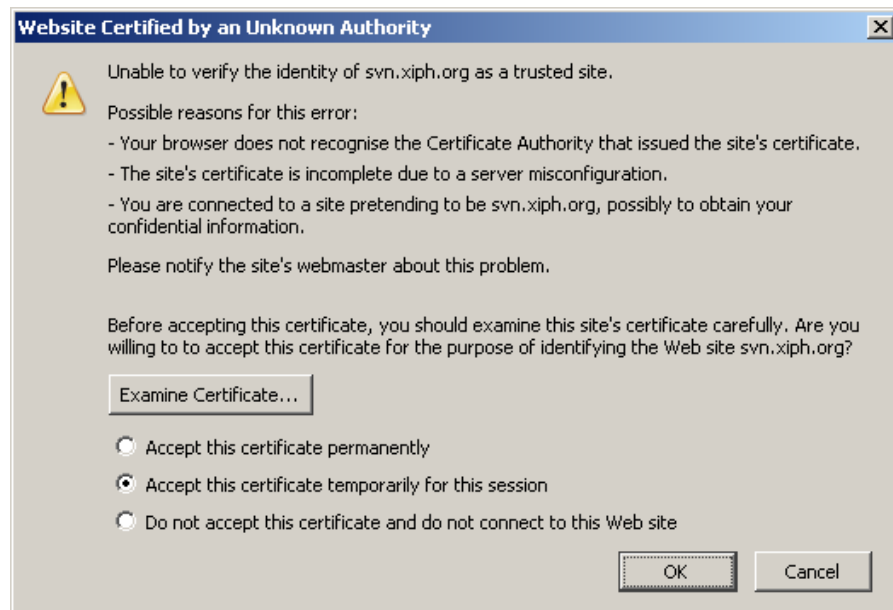 Website Certified by an Unknown Authority
Unable to verify the identity of svn.xiph.org as a trusted site.
Possible reasons for this error:
- Your browser does not recognise the Certificate Authority that issued the site's certificate.
- The site's certificate is incomplete due to a server misconfiguration.
- You are connected to a site pretending to be svn.xiph.org, possibly to obtain your
confidential information.
Please notify the site's webmaster about this problem.
Before accepting this certificate, you should examine this site's certificate carefully. Are you
willing to to accept this certificate for the purpose of identifying the Web site svn.xiph.org?
Examine Certificate...
Accept this certificate permanently
Accept this certificate temporarily for this session
Do not accept this certificate and do not connect to this Web site
OK Cancel